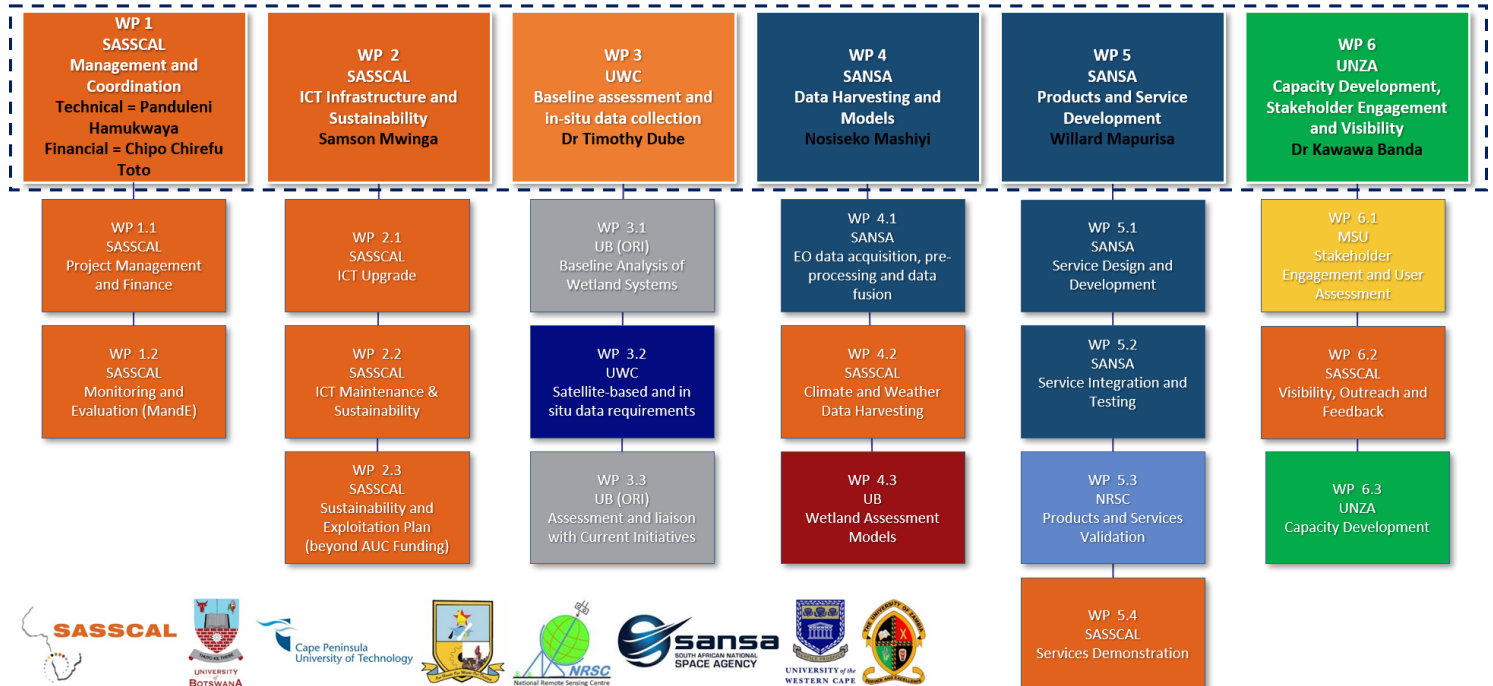 WP 1
SASSCAL
Management and
Coordination
Technical = Panduleni
Hamukwaya
Financial = Chipo Chirefu
Toto
WP 2
SASSCAL
ICT Infrastructure and
Sustainability
Samson Mwinga
WP 3
UWC
Baseline assessment and
in-situ data collection
Dr Timothy Dube
WP 4
SANSA
Data Harvesting and
Models
Nosiseko Mashiyi
WP 5
SANSA
Products and Service
Development
Willard Mapurisa
WP 6
UNZA
Capacity Development,
Stakeholder Engagement
and Visibility
Dr Kawawa Banda
WP 1.1
SASSCAL
Project Management
and Finance
WP 2.1
SASSCAL
ICT Upgrade
WP 3.1
UB (ORI)
Baseline Analysis of
Wetland Systems
WP 4.1
SANSA
EO data acquisition, pre-
processing and data
fusion
WP 5.1
SANSA
Service Design and
Development
WP 6.1
MSU
Stakeholder
Engagement and User
Assessment
WP 1.2
SASSCAL
Monitoring and
Evaluation (MandE)
WP 2.2
SASSCAL
ICT Maintenance &
Sustainability
WP 3.2
UWC
Satellite-based and in
situ data requirements
WP 4.2
SASSCAL
Climate and Weather
Data Harvesting
WP 5.2
SANSA
Service Integration and
Testing
WP 6.2
SASSCAL
Visibility, Outreach and
Feedback
WP 2.3
SASSCAL
Sustainability and
Exploitation Plan
(beyond AUC Funding)
WP 3.3
UB (ORI)
Assessment and liaison
with Current Initiatives
WP 4.3
UB
Wetland Assessment
Models
WP 5.3
NRSC
Products and Services
Validation
WP 6.3
UNZA
Capacity Development
WP 5.4
SASSCAL
Services Demonstration
SASSCAL
UNIVERSITY
of
BOTSWANA
Cape Peninsula
University of Technology
NRSC
National Remote Sensing Centre
sansa
SOUTH AFRICAN NATIONAL
SPACE AGENCY
UNIVERSITY of the
WESTERN CAPE
THE UNIVERSITY OF ZAMBIA
SERVICE AND EXCELLENCE